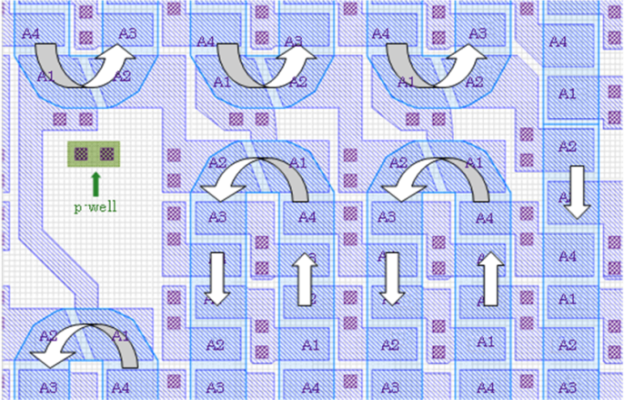 A4 A3 A4 A3 A4 A3 A4
A1 A2 A1 A2 A1 A2 A1
A2 A1 A2 A1 A2
p-well
A3 A4 A3 A4 A4
A2 A1 A2 A1 A1
A2 A1 A2 A1 A2
A3 A4 A3 A4 A3 A4 A3